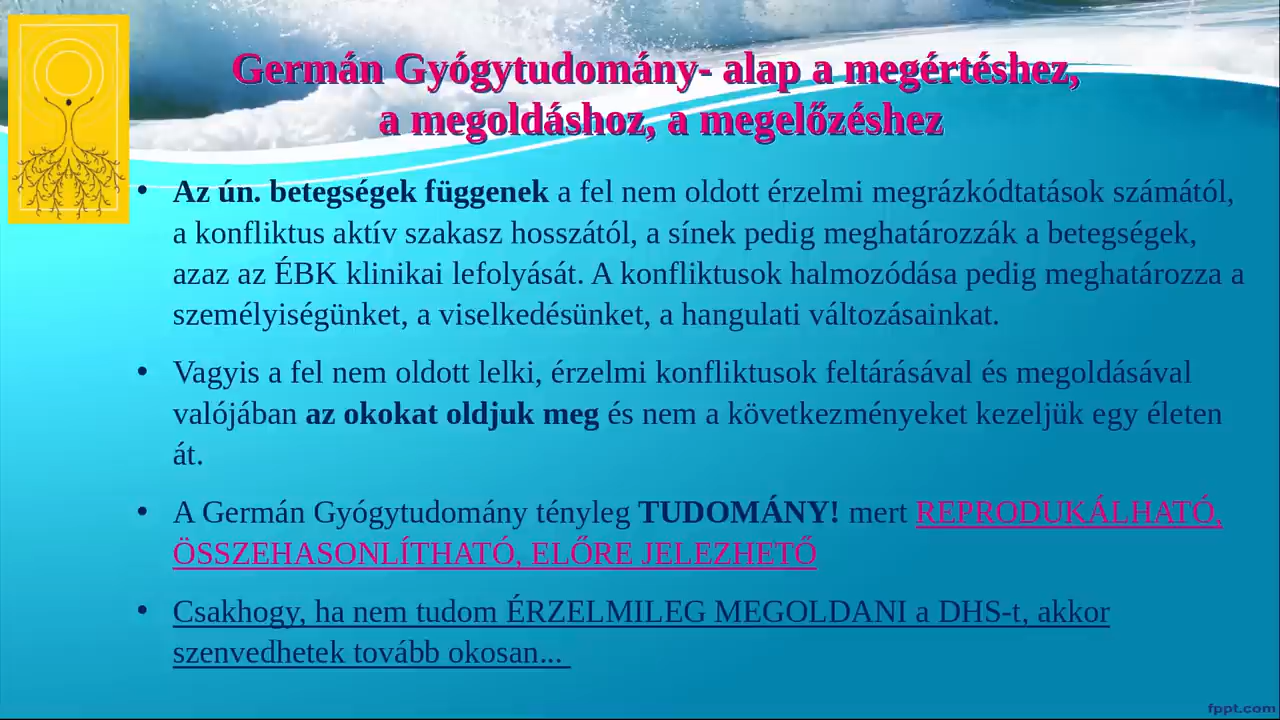 Germán Gyógytudomány- alap a megértéshez,
a megoldáshoz, a megelőzéshez
• Az ún. betegségek függenek a fel nem oldott érzelmi megrázkódtatások számától,
a konfliktus aktív szakasz hosszától, a sínek pedig meghatározzák a betegségek,
azaz az ÉBK klinikai lefolyását. A konfliktusok halmozódása pedig meghatározza a
személyiségünket, a viselkedésünket, a hangulati változásainkat.
• Vagyis a fel nem oldott lelki, érzelmi konfliktusok feltárásával és megoldásával
valójában az okokat oldjuk meg és nem a következményeket kezeljük egy életen
át.
• A Germán Gyógytudomány tényleg TUDOMÁNY! mert REPRODUKÁLHATÓ,
ÖSSZEHASONLÍTHATÓ, ELŐRE JELEZHETŐ
• Csakhogy, ha nem tudom ÉRZELMILEG MEGOLDANI a DHS-t, akkor
szenvedhetek tovább okosan...
fppt.com